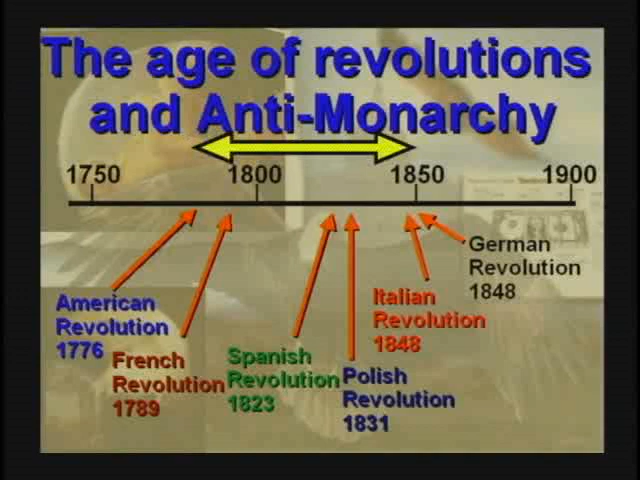 The age of revolutions
and Anti-Monarchy
1750 1800 1850 1900
American
Revolution
1776
French
Revolution
1789
Spanish
Revolution
1823
Polish
Revolution
1831
Italian
Revolution
1848
German
Revolution
1848